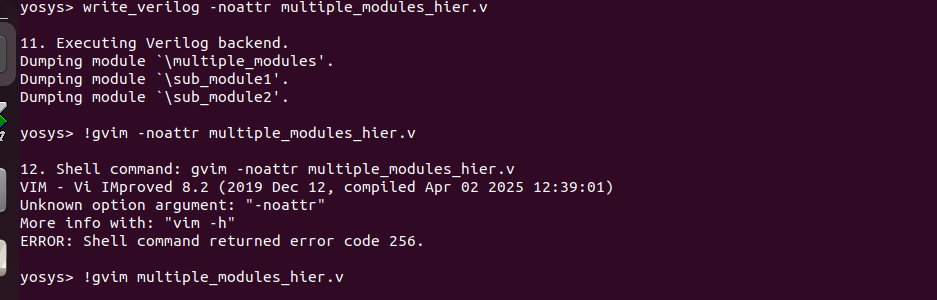 yosys> write_verilog -noattr multiple_modules_hier.v
11. Executing Verilog backend.
Dumping module `\multiple_modules'.
Dumping module `\sub_module1'.
Dumping module `\sub_module2'.
yosys> !gvim -noattr multiple_modules_hier.v
12. Shell command: gvim -noattr multiple_modules_hier.v
VIM - Vi IMproved 8.2 (2019 Dec 12, compiled Apr 02 2025 12:39:01)
Unknown option argument: "-noattr"
More info with: "vim -h"
ERROR: Shell command returned error code 256.
yosys> !gvim multiple_modules_hier.v